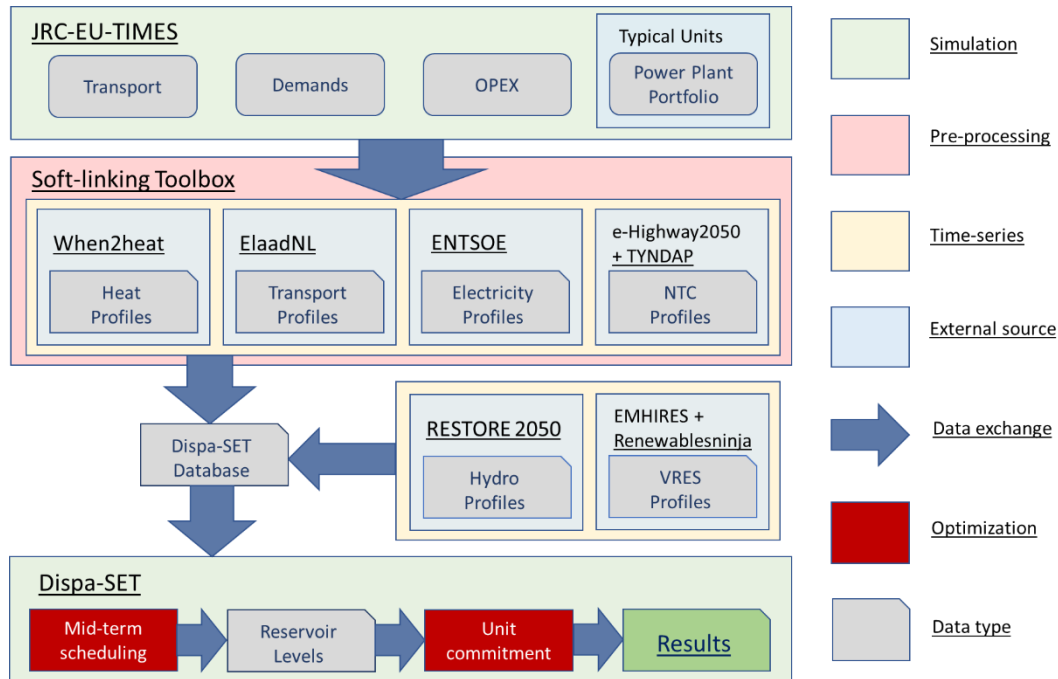 JRC-EU-TIMES
Transport
Demands
OPEX
Typical Units
Power Plant
Portfolio
Soft-linking Toolbox
When2heat
Heat
Profiles
ElaadNL
Transport
Profiles
ENTSOE
Electricity
Profiles
e-Highway2050
+ TYNDAP
NTC
Profiles
Dispa-SET
Database
RESTORE 2050
Hydro
Profiles
EMHIRES +
Renewablesninja
VRES
Profiles
Dispa-SET
Mid-term
scheduling
Reservoir
Levels
Unit
commitment
Results
Simulation
Pre-processing
Time-series
External source
Data exchange
Optimization
Data type